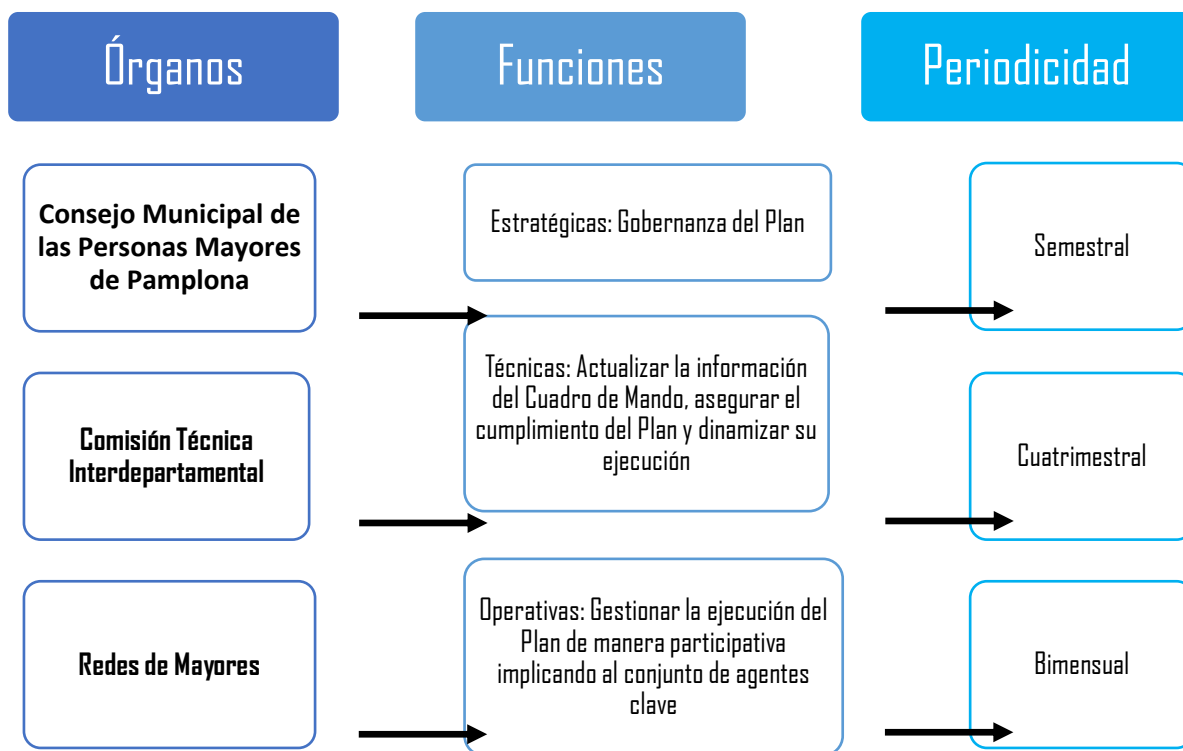 Órganos
Funciones
Periodicidad
Consejo Municipal de
las Personas Mayores
de Pamplona
Estratégicas: Gobernanza del Plan
Semestral
Comisión Técnica
Interdepartamental
Técnicas: Actualizar la información
del Cuadro de Mando, asegurar el
cumplimiento del Plan y dinamizar su
ejecución
Cuatrimestral
Redes de Mayores
Operativas: Gestionar la ejecución del
Plan de manera participativa
implicando al conjunto de agentes
clave
Bimensual